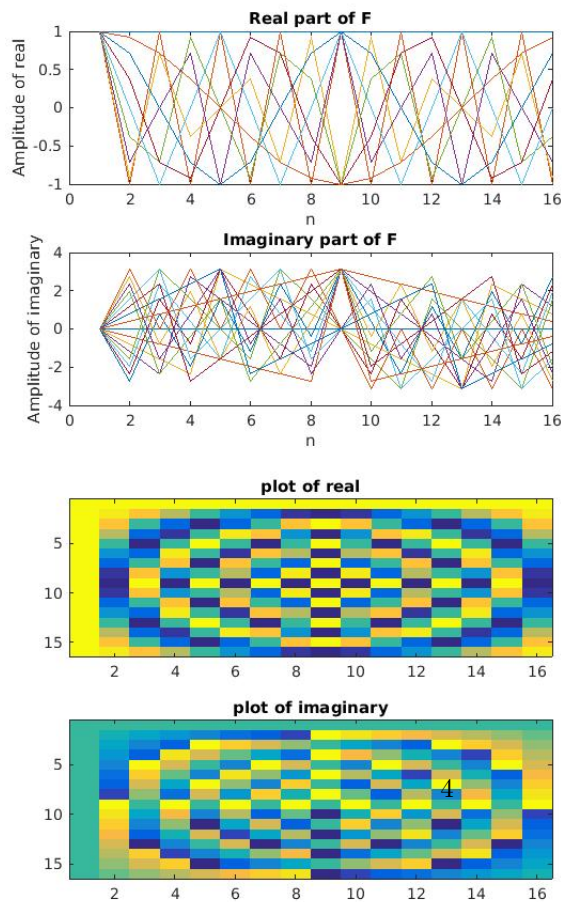 Real part of F
1
0.5
0
-0.5
-1
Amplitude of real
0 2 4 6 8 10 12 14 16
n
Imaginary part of F
4
2
0
-2
-4
Amplitude of imaginary
0 2 4 6 8 10 12 14 16
n
plot of real
5
10
15
2 4 6 8 10 12 14 16
plot of imaginary
5
10
15
4
2 4 6 8 10 12 14 16